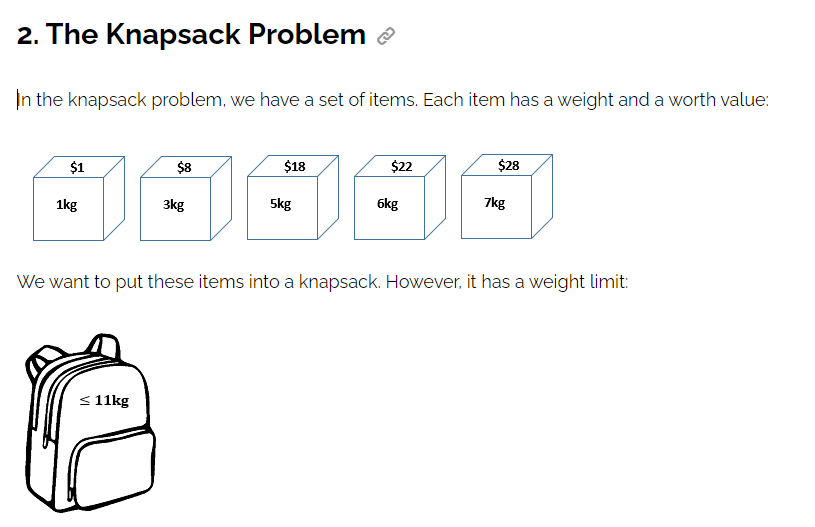 2. The Knapsack Problem
In the knapsack problem, we have a set of items. Each item has a weight and a worth value:
$1 $8 $18 $22 $28
1kg 3kg 5kg 6kg 7kg
We want to put these items into a knapsack. However, it has a weight limit:
≤ 11kg